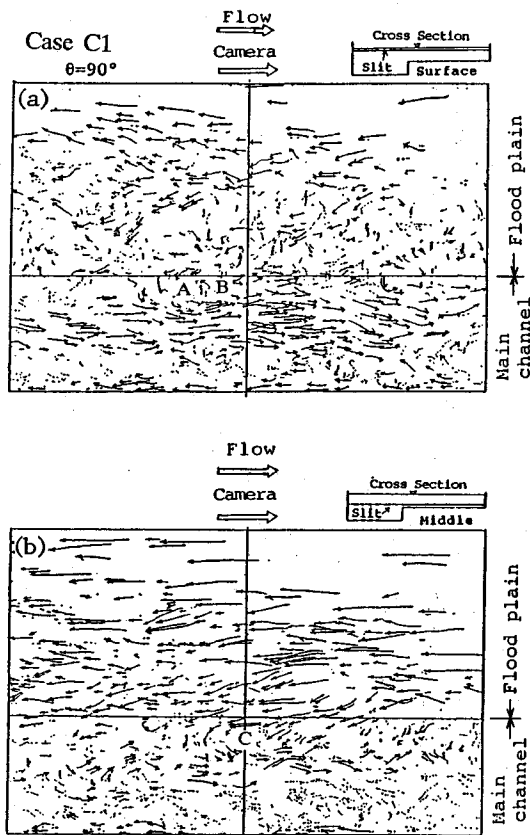 Flow
Case C1
Camera
θ=90°
Cross Section
Slit
Surface
(a)
A
B
Flood plain
Main channel
Flow
Camera
Cross Section
Slit
Middle
(b)
C
Flood plain
Main channel